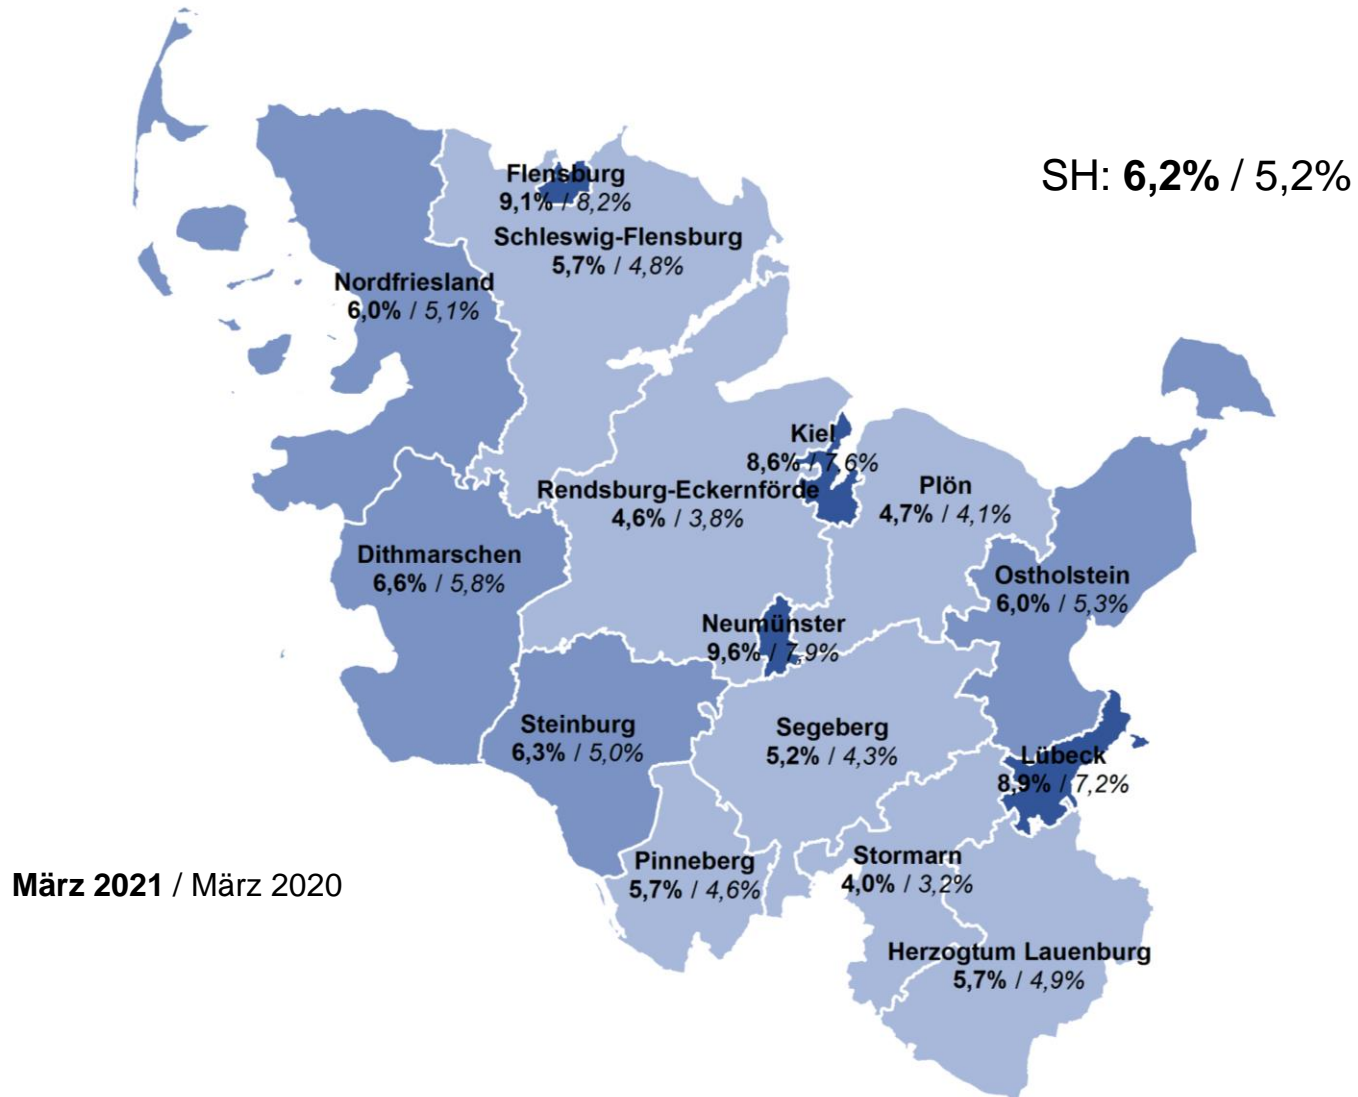 SH: 6,2% / 5,2%
Flensburg
9,1% / 8,2%
Schleswig-Flensburg
5,7% / 4,8%
Nordfriesland
6,0% / 5,1%
Kiel
8,6% / 7,6%
Rendsburg-Eckernförde
4,6% / 3,8%
Plön
4,7% / 4,1%
Dithmarschen
6,6% / 5,8%
Ostholstein
6,0% / 5,3%
Neumünster
9,6% / 7,9%
Steinburg
6,3% / 5,0%
Segeberg
5,2% / 4,3%
Lübeck
8,9% / 7,2%
Pinneberg
5,7% / 4,6%
Stormarn
4,0% / 3,2%
März 2021 / März 2020
Herzogtum Lauenburg
5,7% / 4,9%